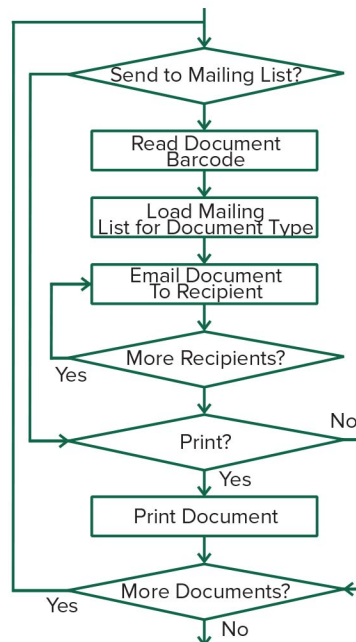 Send to Mailing List?
Read Document
Barcode
Load Mailing
List for Document Type
Email Document
To Recipient
More Recipients?
Yes
No
Print?
Yes
Print Document
More Documents?
Yes
No